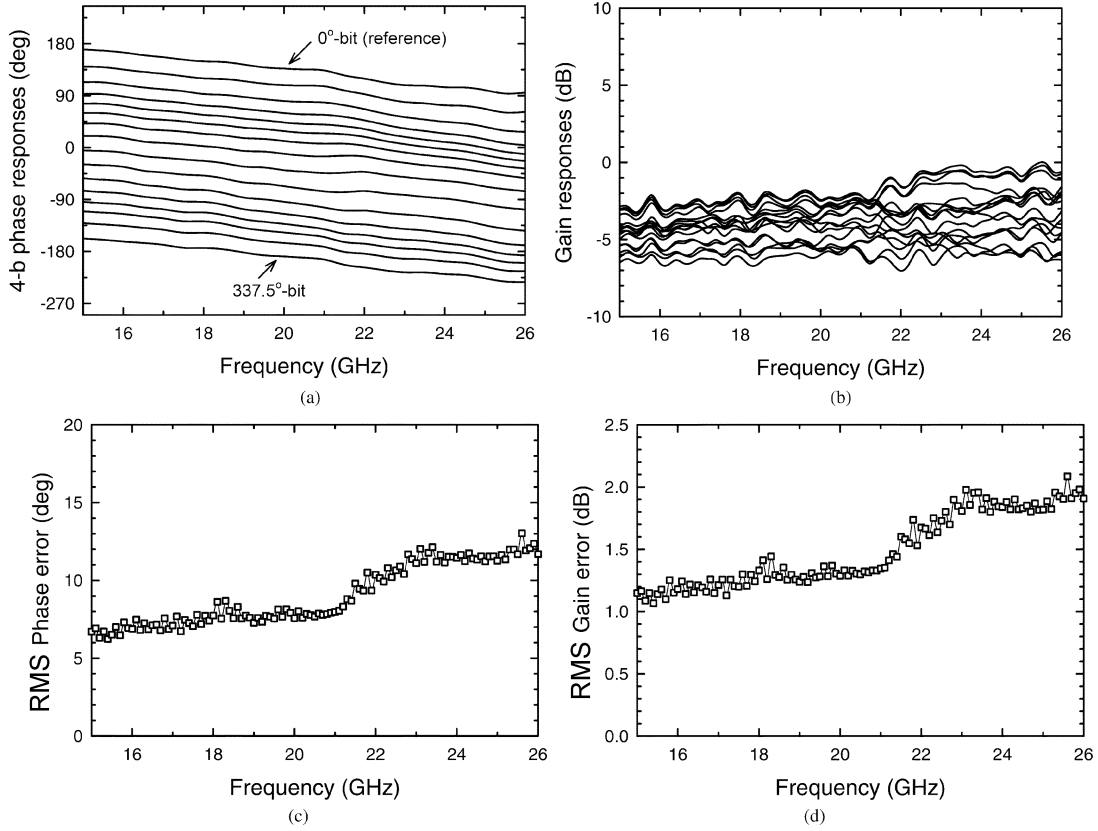 4-b phase responses (deg)
180
90
0
-90
-180
-270
0°-bit (reference)
337.5°-bit
16 18 20 22 24 26
Frequency (GHz)
(a)
Gain responses (dB)
10
5
0
-5
-10
16 18 20 22 24 26
Frequency (GHz)
(b)
RMS Phase error (deg)
20
15
10
5
0
16 18 20 22 24 26
Frequency (GHz)
(c)
RMS Gain error (dB)
2.5
2.0
1.5
1.0
0.5
0.0
16 18 20 22 24 26
Frequency (GHz)
(d)